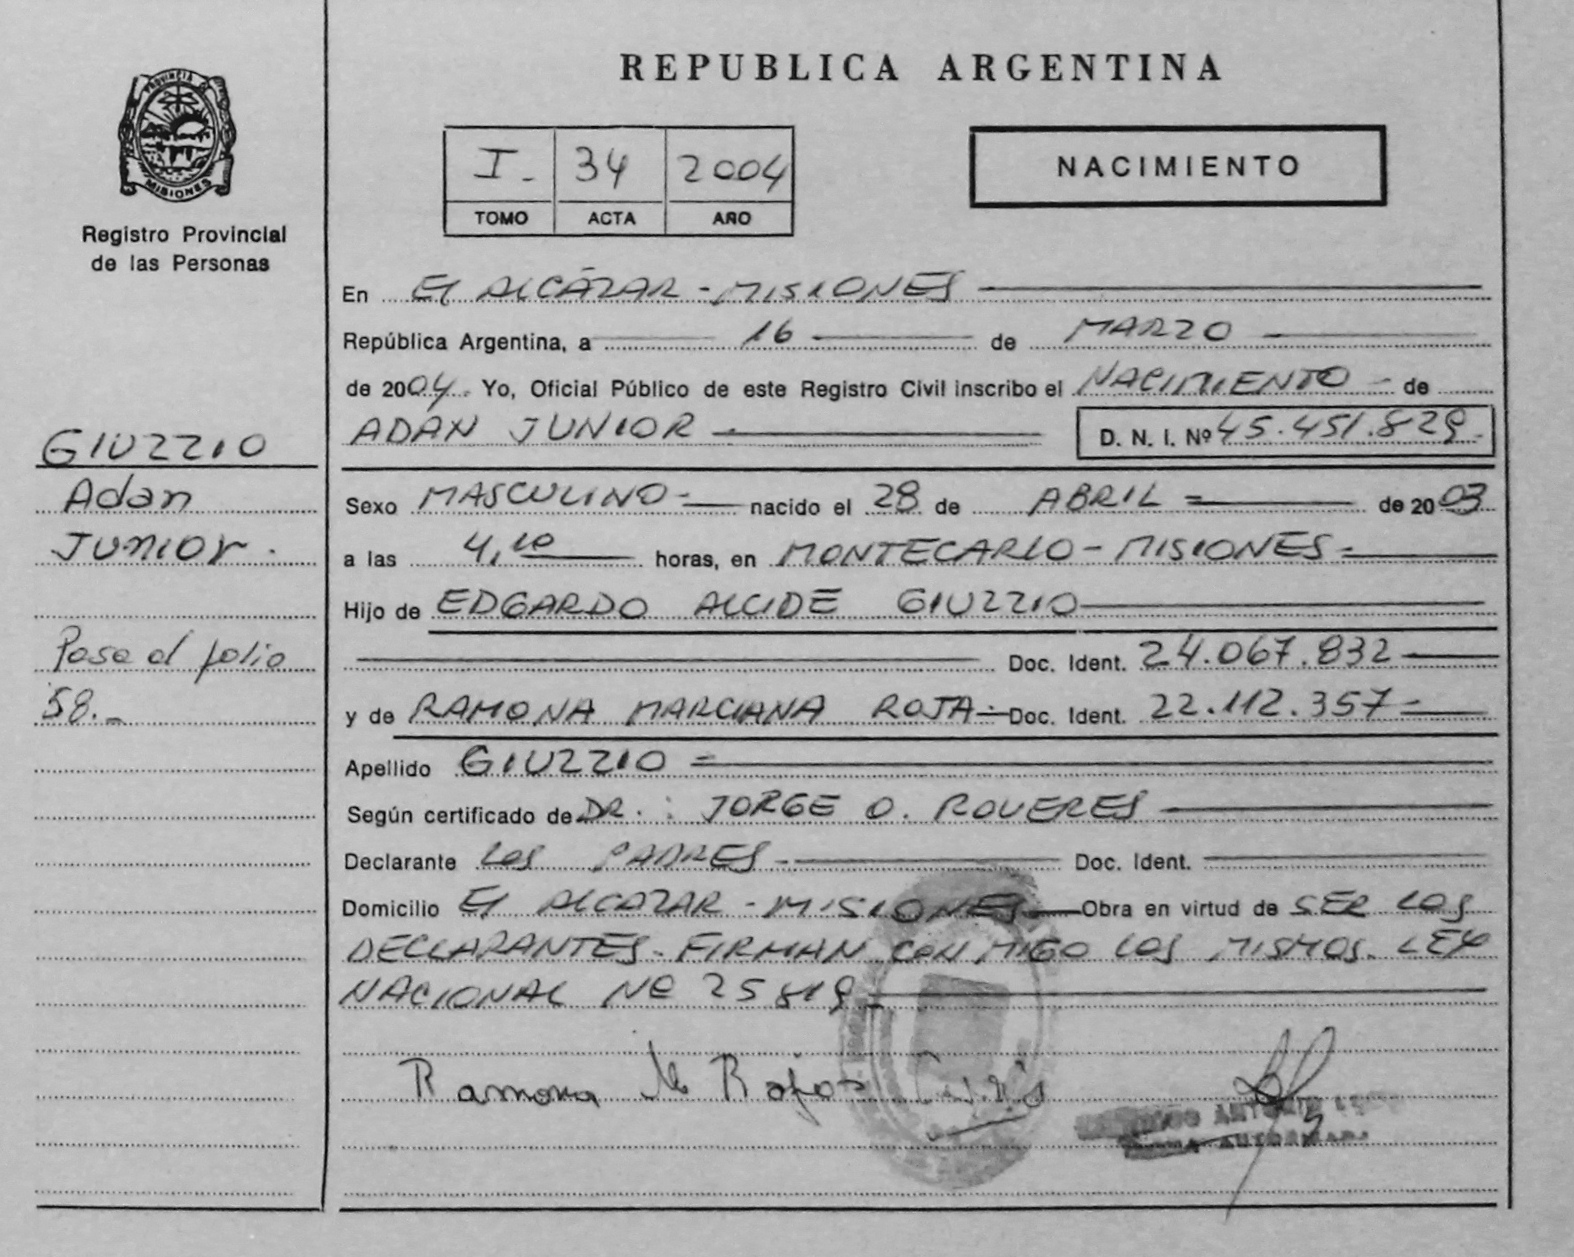 PROVINCIA DE
MISIONES
Registro Provincial
de las Personas
GIUZZIO
Adan
Junior.
Pase al folio
58.-
REPUBLICA ARGENTINA
I. 34 2004
TOMO ACTA AÑO
NACIMIENTO
En El ALCÁZAR - MISIONES
República Argentina, a 16 de MARZO
de 2004. Yo, Oficial Público de este Registro Civil inscribo el NACIMIENTO - de
ADAN JUNIOR - D. N. I. Nº 45.451.829.
Sexo MASCULINO - nacido el 28 de ABRIL = de 2003
a las 4,10 horas, en MONTECARLO - MISIONES =
Hijo de EDGARDO ALCIDE GIUZZIO
Doc. Ident. 24.067.832
y de RAMONA MARCIANA ROJA.- Doc. Ident. 22.112.357-
Apellido GIUZZIO =
Según certificado de DR.: JORGE O. ROVERES
Declarante LOS PADRES - Doc. Ident.
Domicilio El ALCAZAR - MISIONES - Obra en virtud de SER LOS
DECLARANTES. FIRMAN CONMIGO LOS MISMOS. LEY
NACIONAL Nº 25819-
Ramona M Rojas
ANTONIO
AUTORIZADA